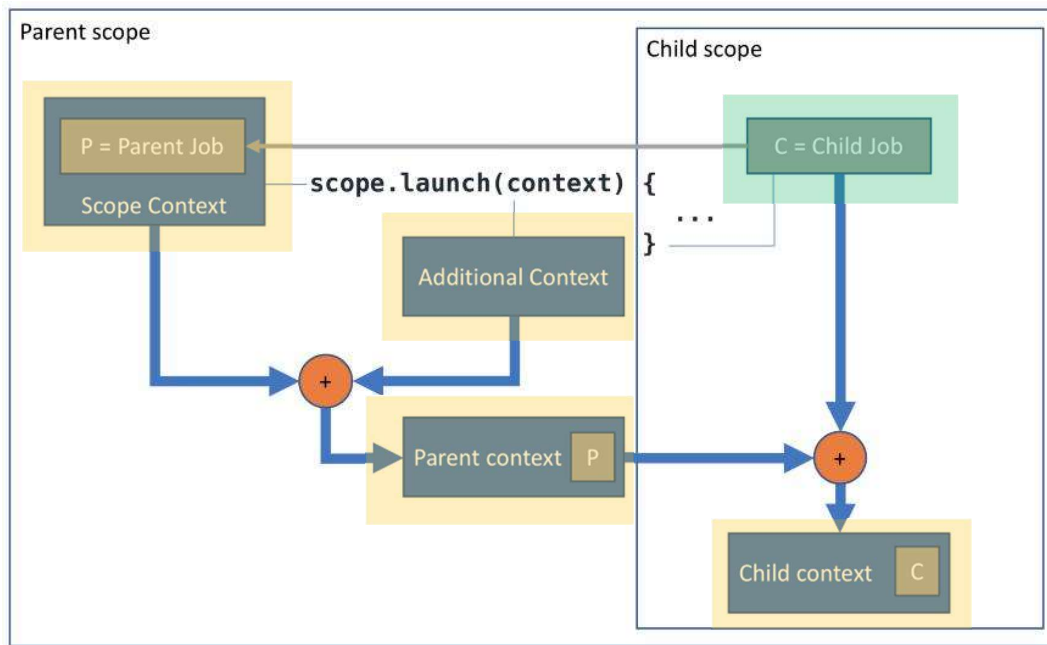 Parent scope
Child scope
P = Parent Job
C = Child Job
Scope Context
scope.launch(context) {
...
}
Additional Context
+
Parent context P
+
Child context C